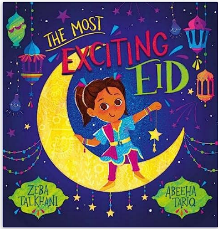 THE MOST
EXCITING
EID
ZEBA
TALKHANI
ABEEHA
TARIQ